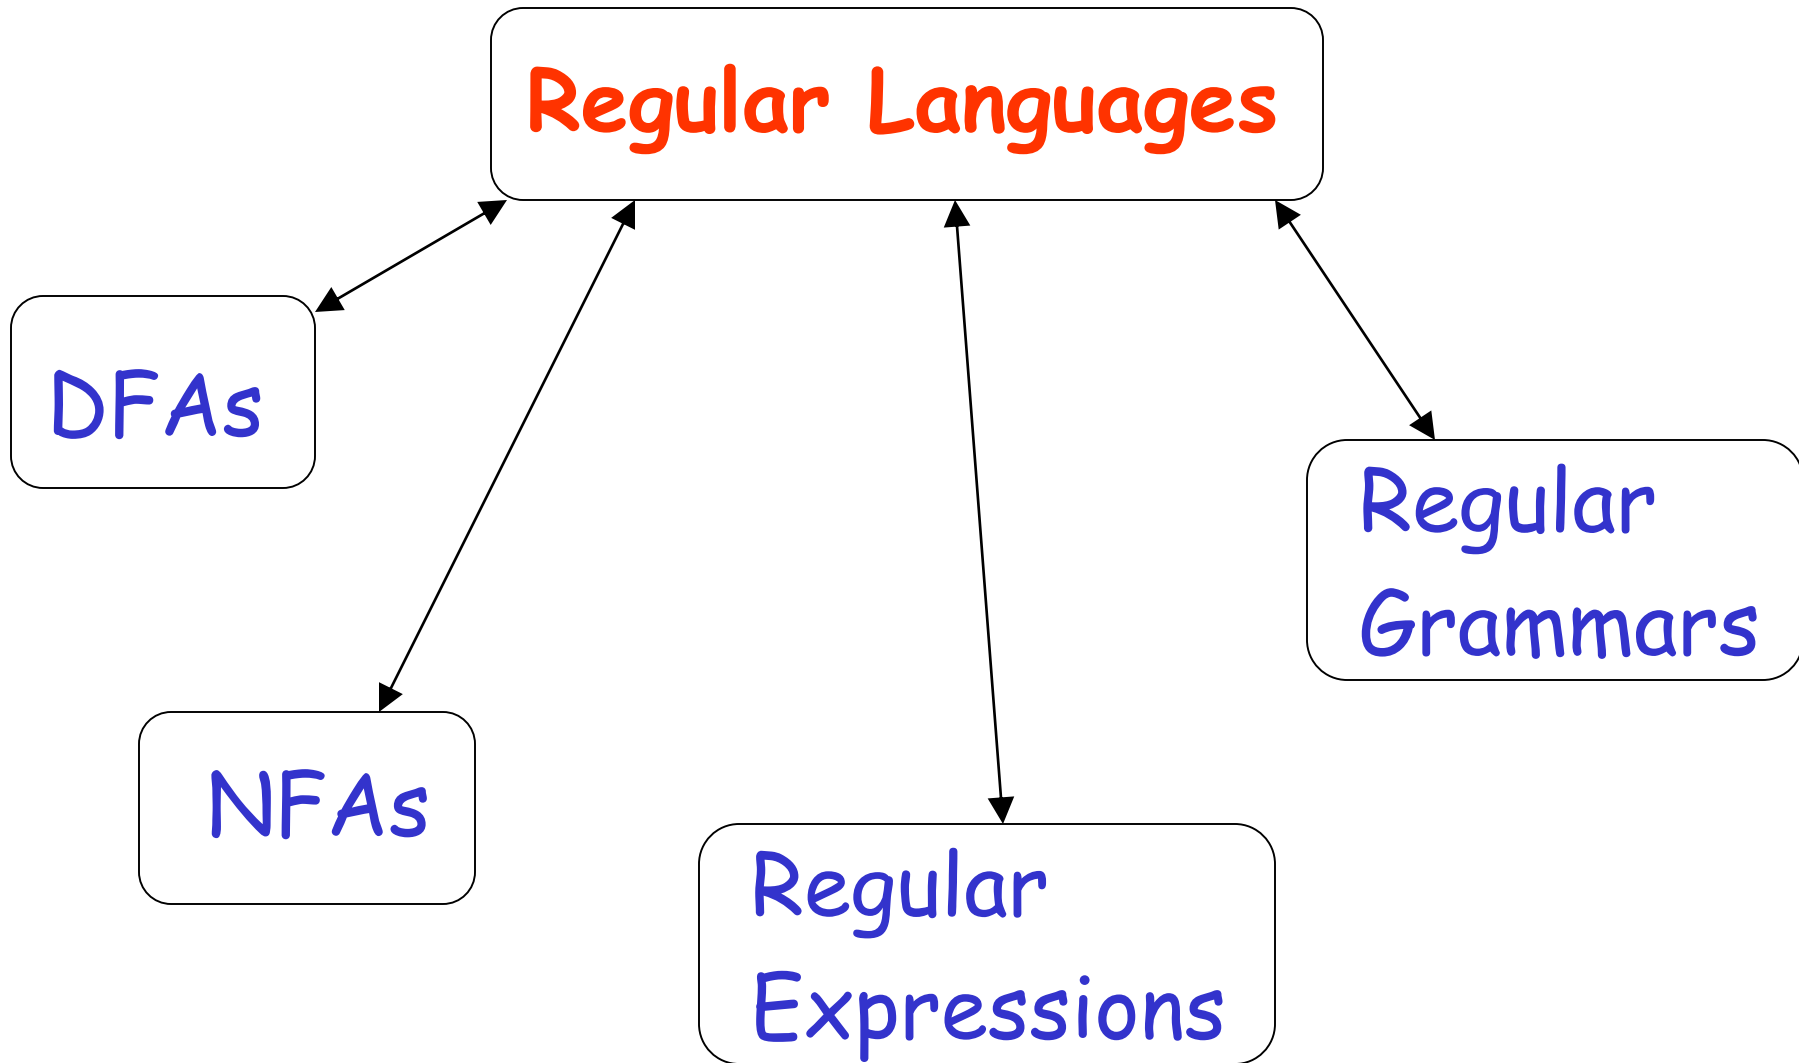 Regular Languages
DFAs
NFAs
Regular
Expressions
Regular
Grammars